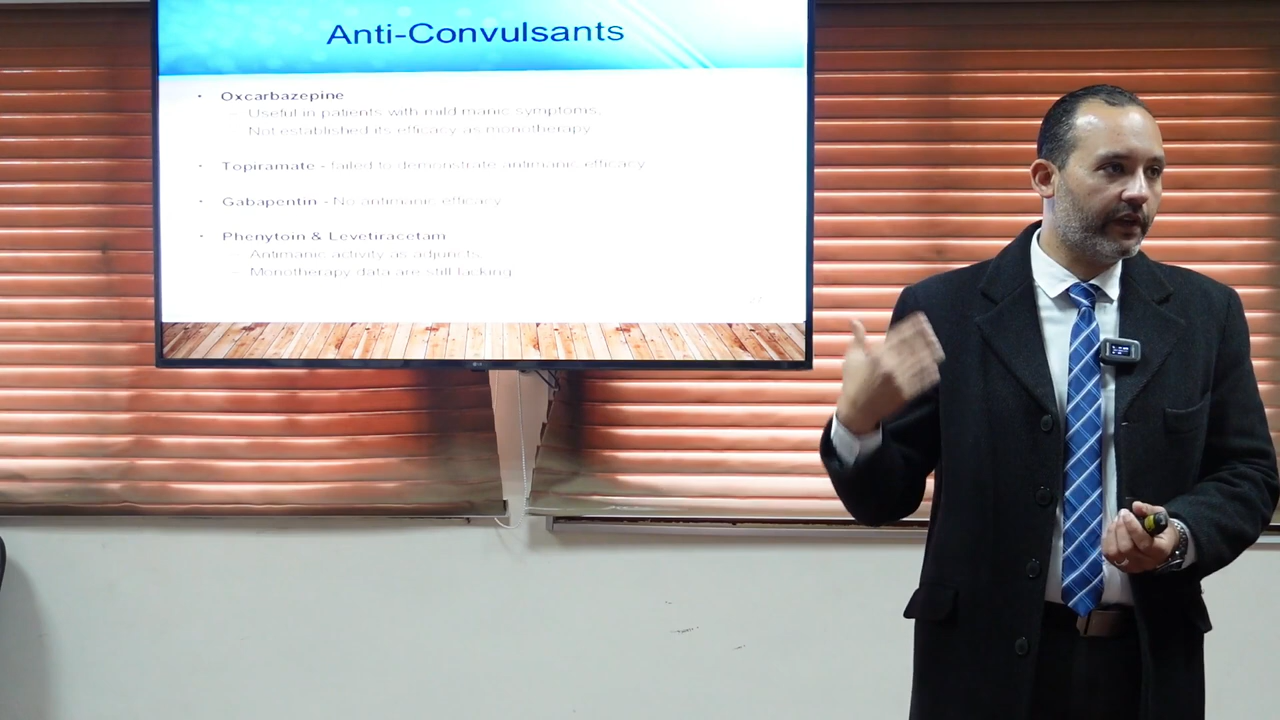 Anti-Convulsants
• Oxcarbazepine
– Useful in patients with mild manic symptoms.
Not established its efficacy as monotherapy
• Topiramate - failed to demonstrate antimanic efficacy
• Gabapentin - No antimanic efficacy
• Phenytoin & Levetiracetam
– Antimanic activity as adjuncts.
– Monotherapy data are still lacking
LG